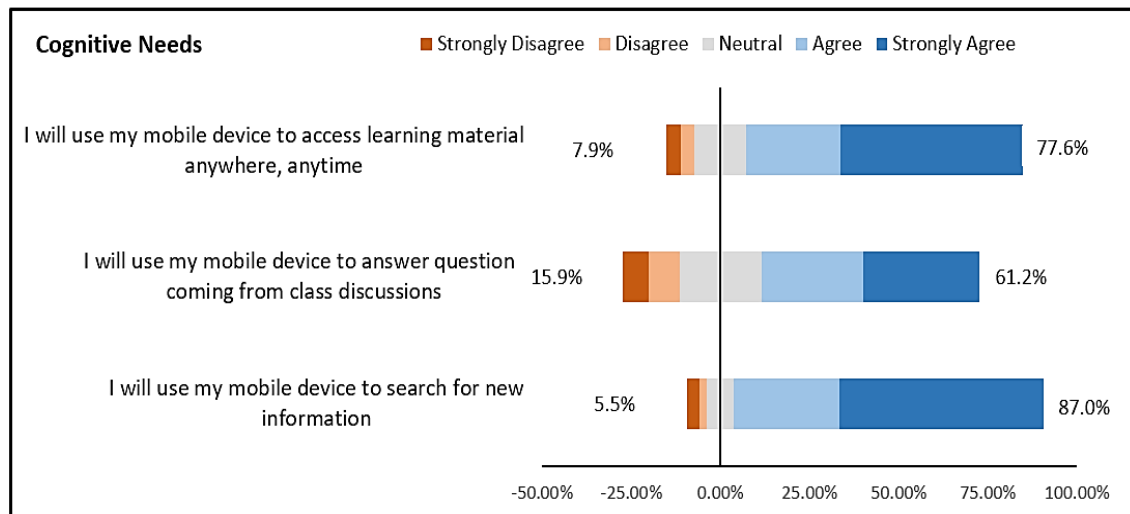 Cognitive Needs
Strongly Disagree Disagree Neutral Agree Strongly Agree
I will use my mobile device to access learning material
anywhere, anytime
7.9%
77.6%
I will use my mobile device to answer question
coming from class discussions
15.9%
61.2%
I will use my mobile device to search for new
information
5.5%
87.0%
-50.00% -25.00% 0.00% 25.00% 50.00% 75.00% 100.00%